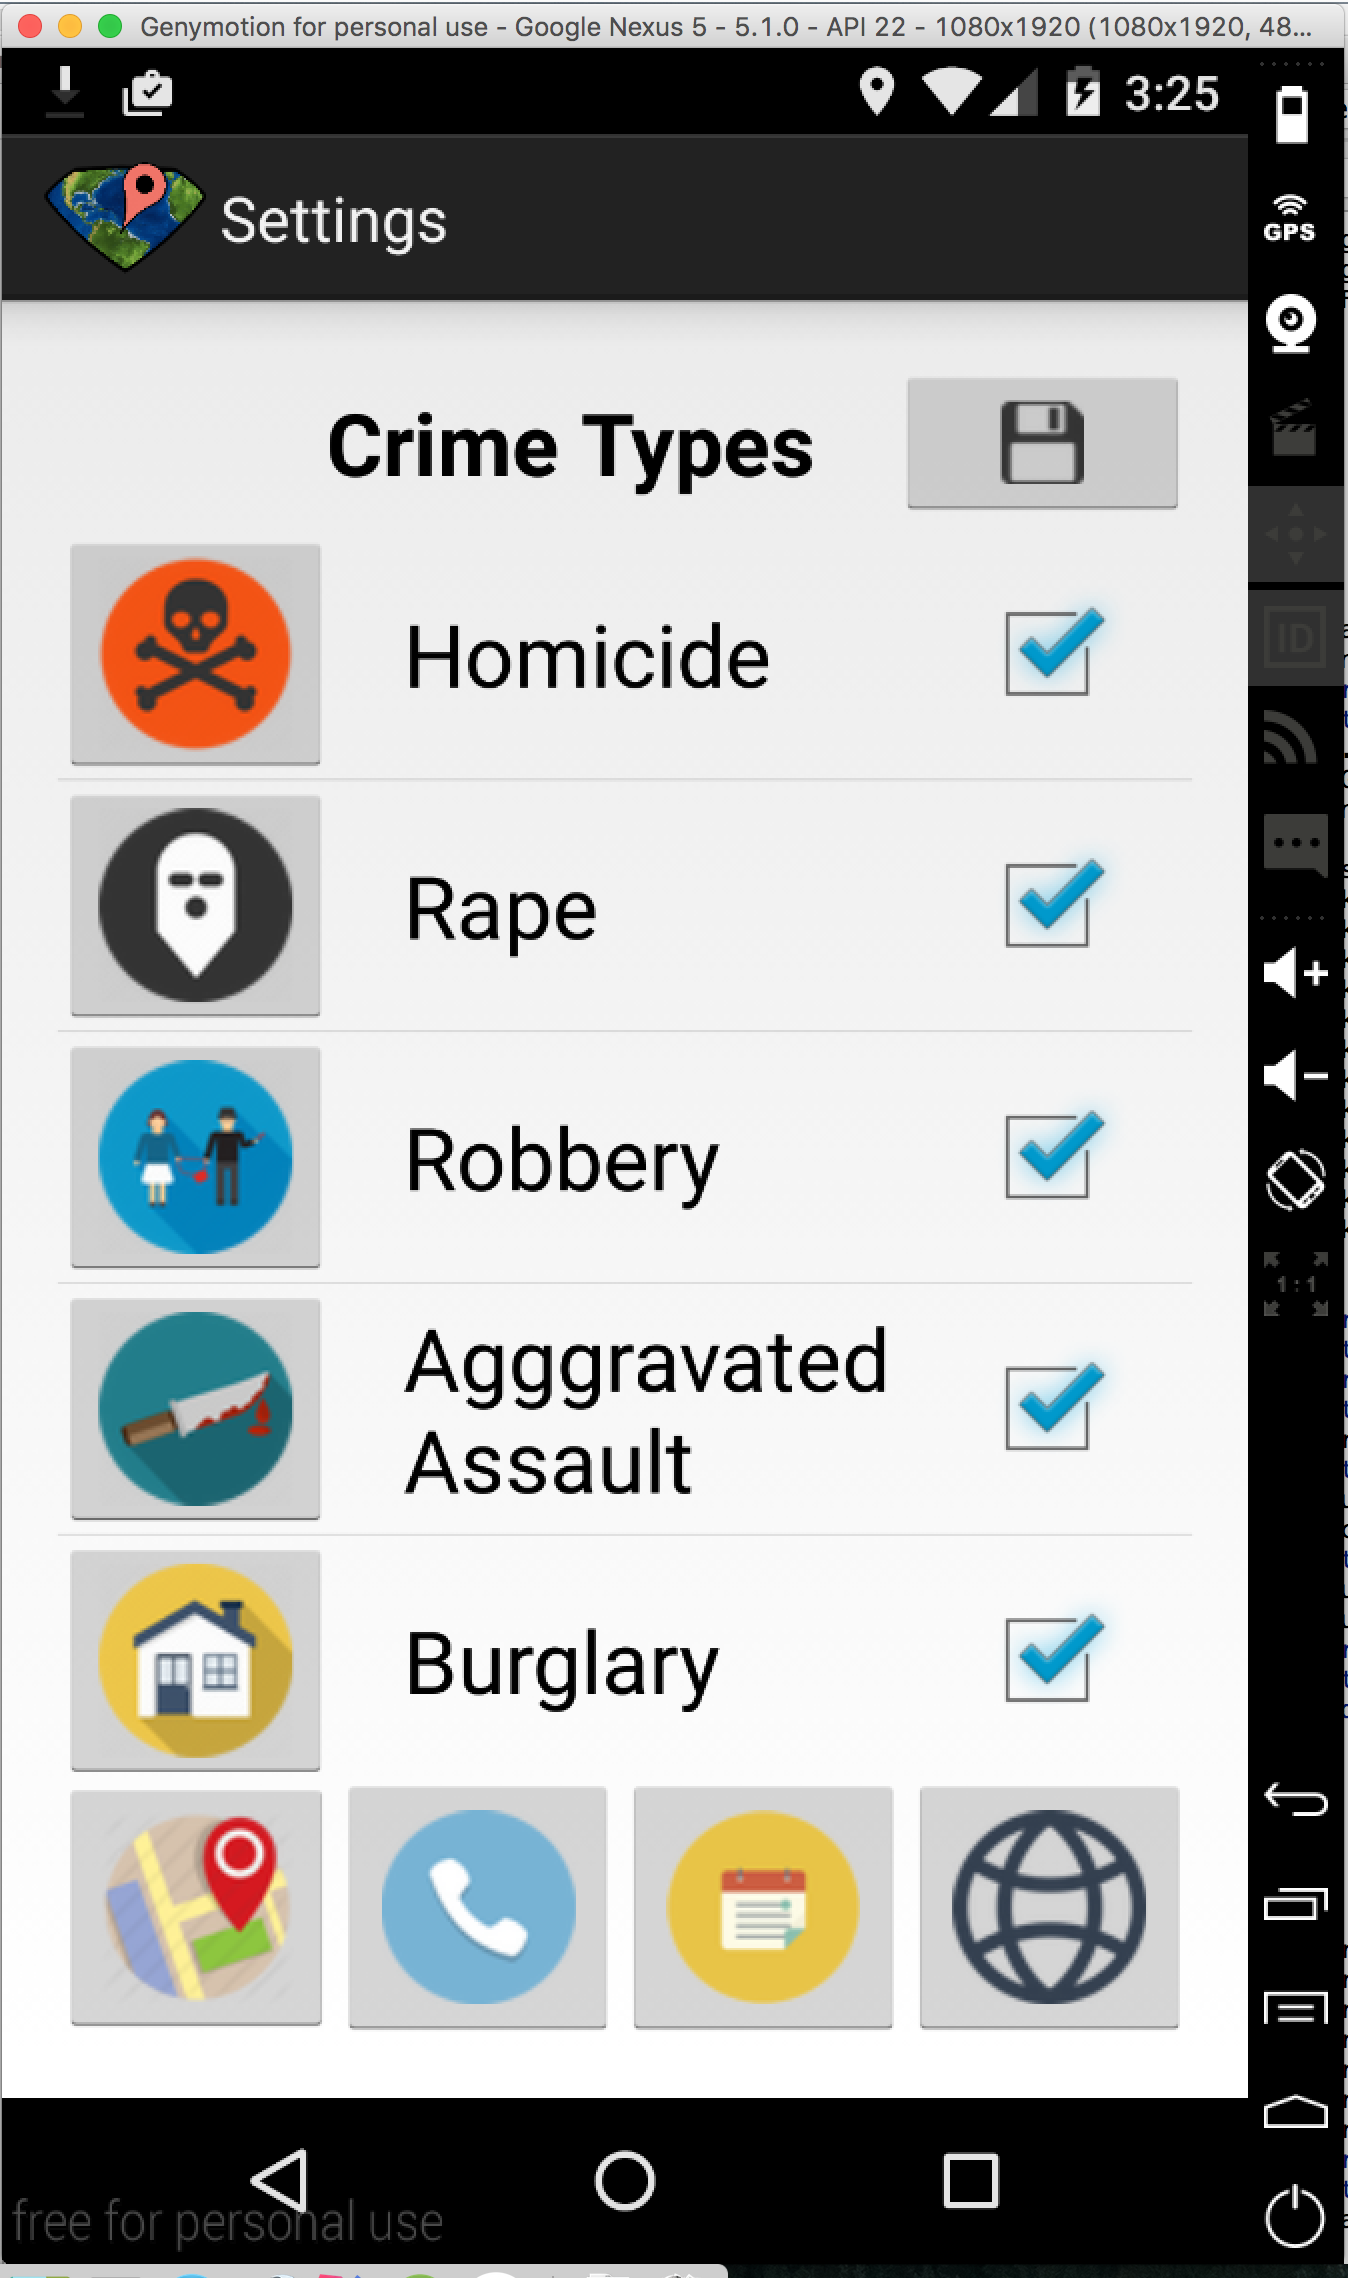 Genymotion for personal use - Google Nexus 5 - 5.1.0 - API 22 - 1080x1920 (1080x1920, 48...
3:25
Settings
GPS
Crime Types
Homicide
ID
Rape
Robbery
1:1
Agggravated
Assault
Burglary
free for personal use